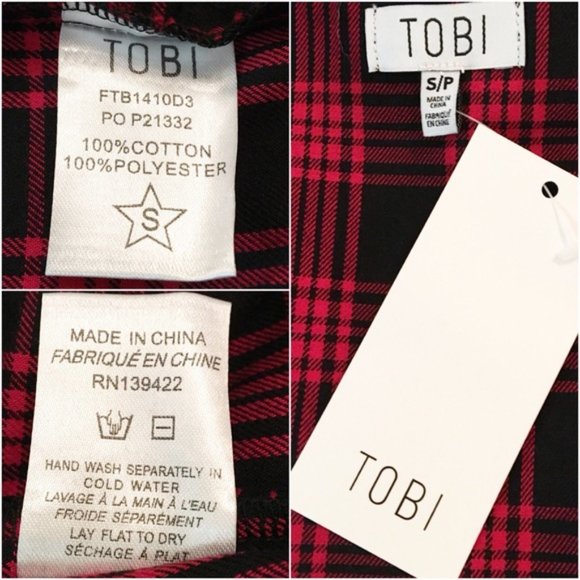 TOBI
FTB1410D3
PO P21332
100%COTTON
100%POLYESTER
S
MADE IN CHINA
FABRIQUÉ EN CHINE
RN139422
HAND WASH SEPARATELY IN
COLD WATER
LAVAGE À LA MAIN À L'EAU
FROIDE SÉPARÉMENT
LAY FLAT TO DRY
SÉCHAGE À PLAT
TOBI
S/P
MADE IN
CHINA
FABRIQUÉ
EN CHINE
TOBI